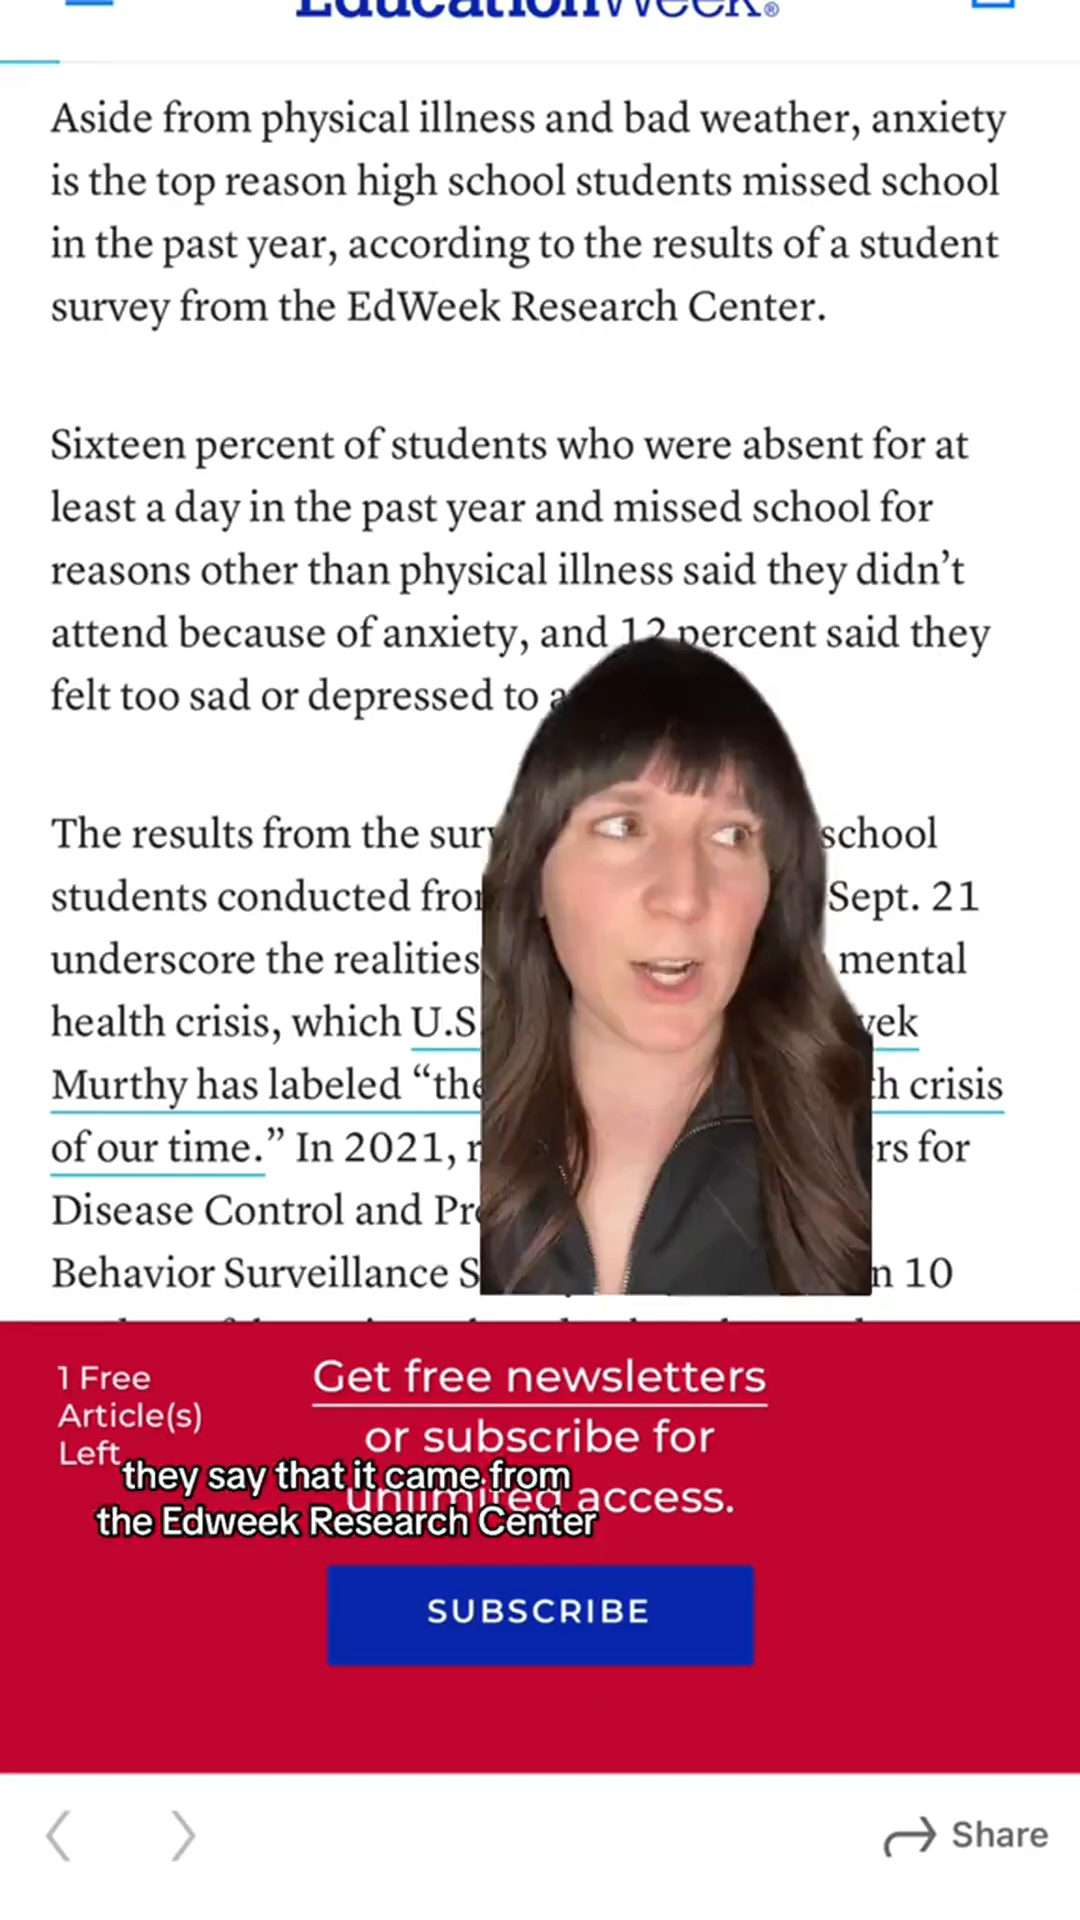 EducationWeek®
Aside from physical illness and bad weather, anxiety
is the top reason high school students missed school
in the past year, according to the results of a student
survey from the EdWeek Research Center.
Sixteen percent of students who were absent for at
least a day in the past year and missed school for
reasons other than physical illness said they didn’t
attend because of anxiety, and 12 percent said they
felt too sad or depressed to
The results from the school
students conducted Sept. 21
underscore the realities mental
health crisis, which U.S
Murthy has labeled “the crisis
of our time.” In 2021, for
Disease Control and
Behavior Surveillance 10
1 Free
Article(s)
Left
Get free newsletters
or subscribe for
unlimited access.
they say that it came from
the Edweek Research Center
SUBSCRIBE
Share